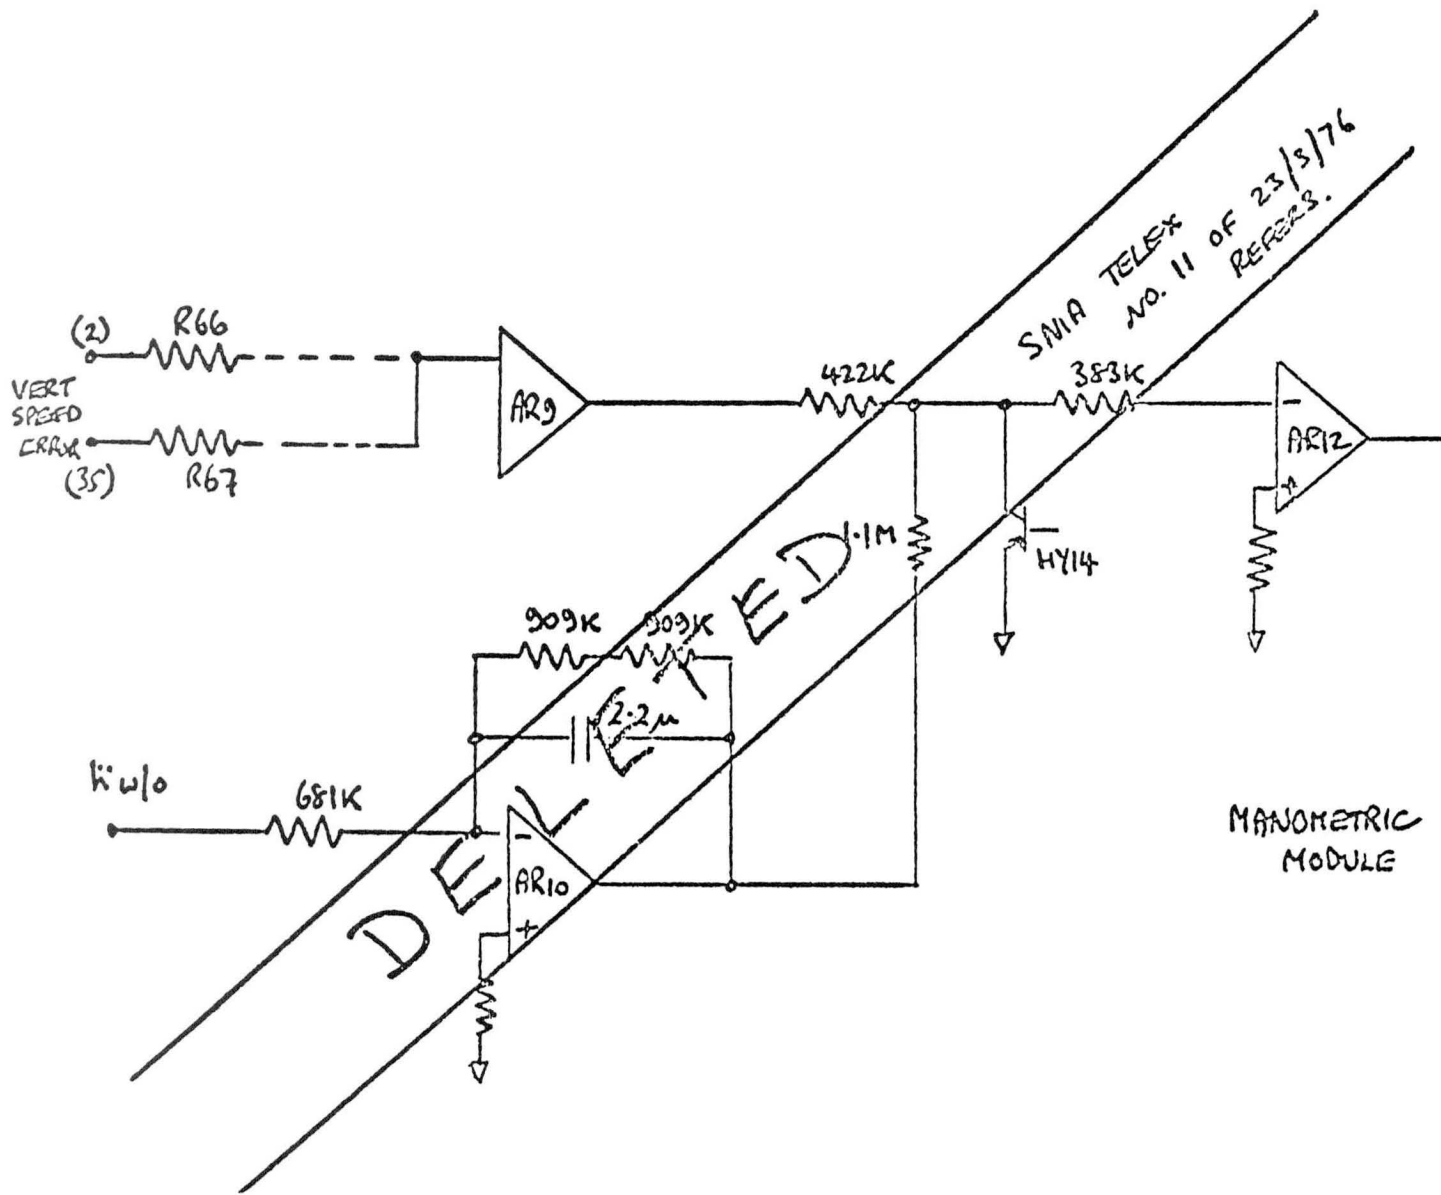 SNIA TELEX
NO. 11 OF 23/3/76
REFERS.
(2)
R66
VERT
SPEED
ERROR
(35)
R67
AR9
422K
383K
-
AR12
+
1.1M
HY14
909K
909K
2.2µ
ḧ w/o
681K
-
AR10
+
DELETED
MANOMETRIC
MODULE